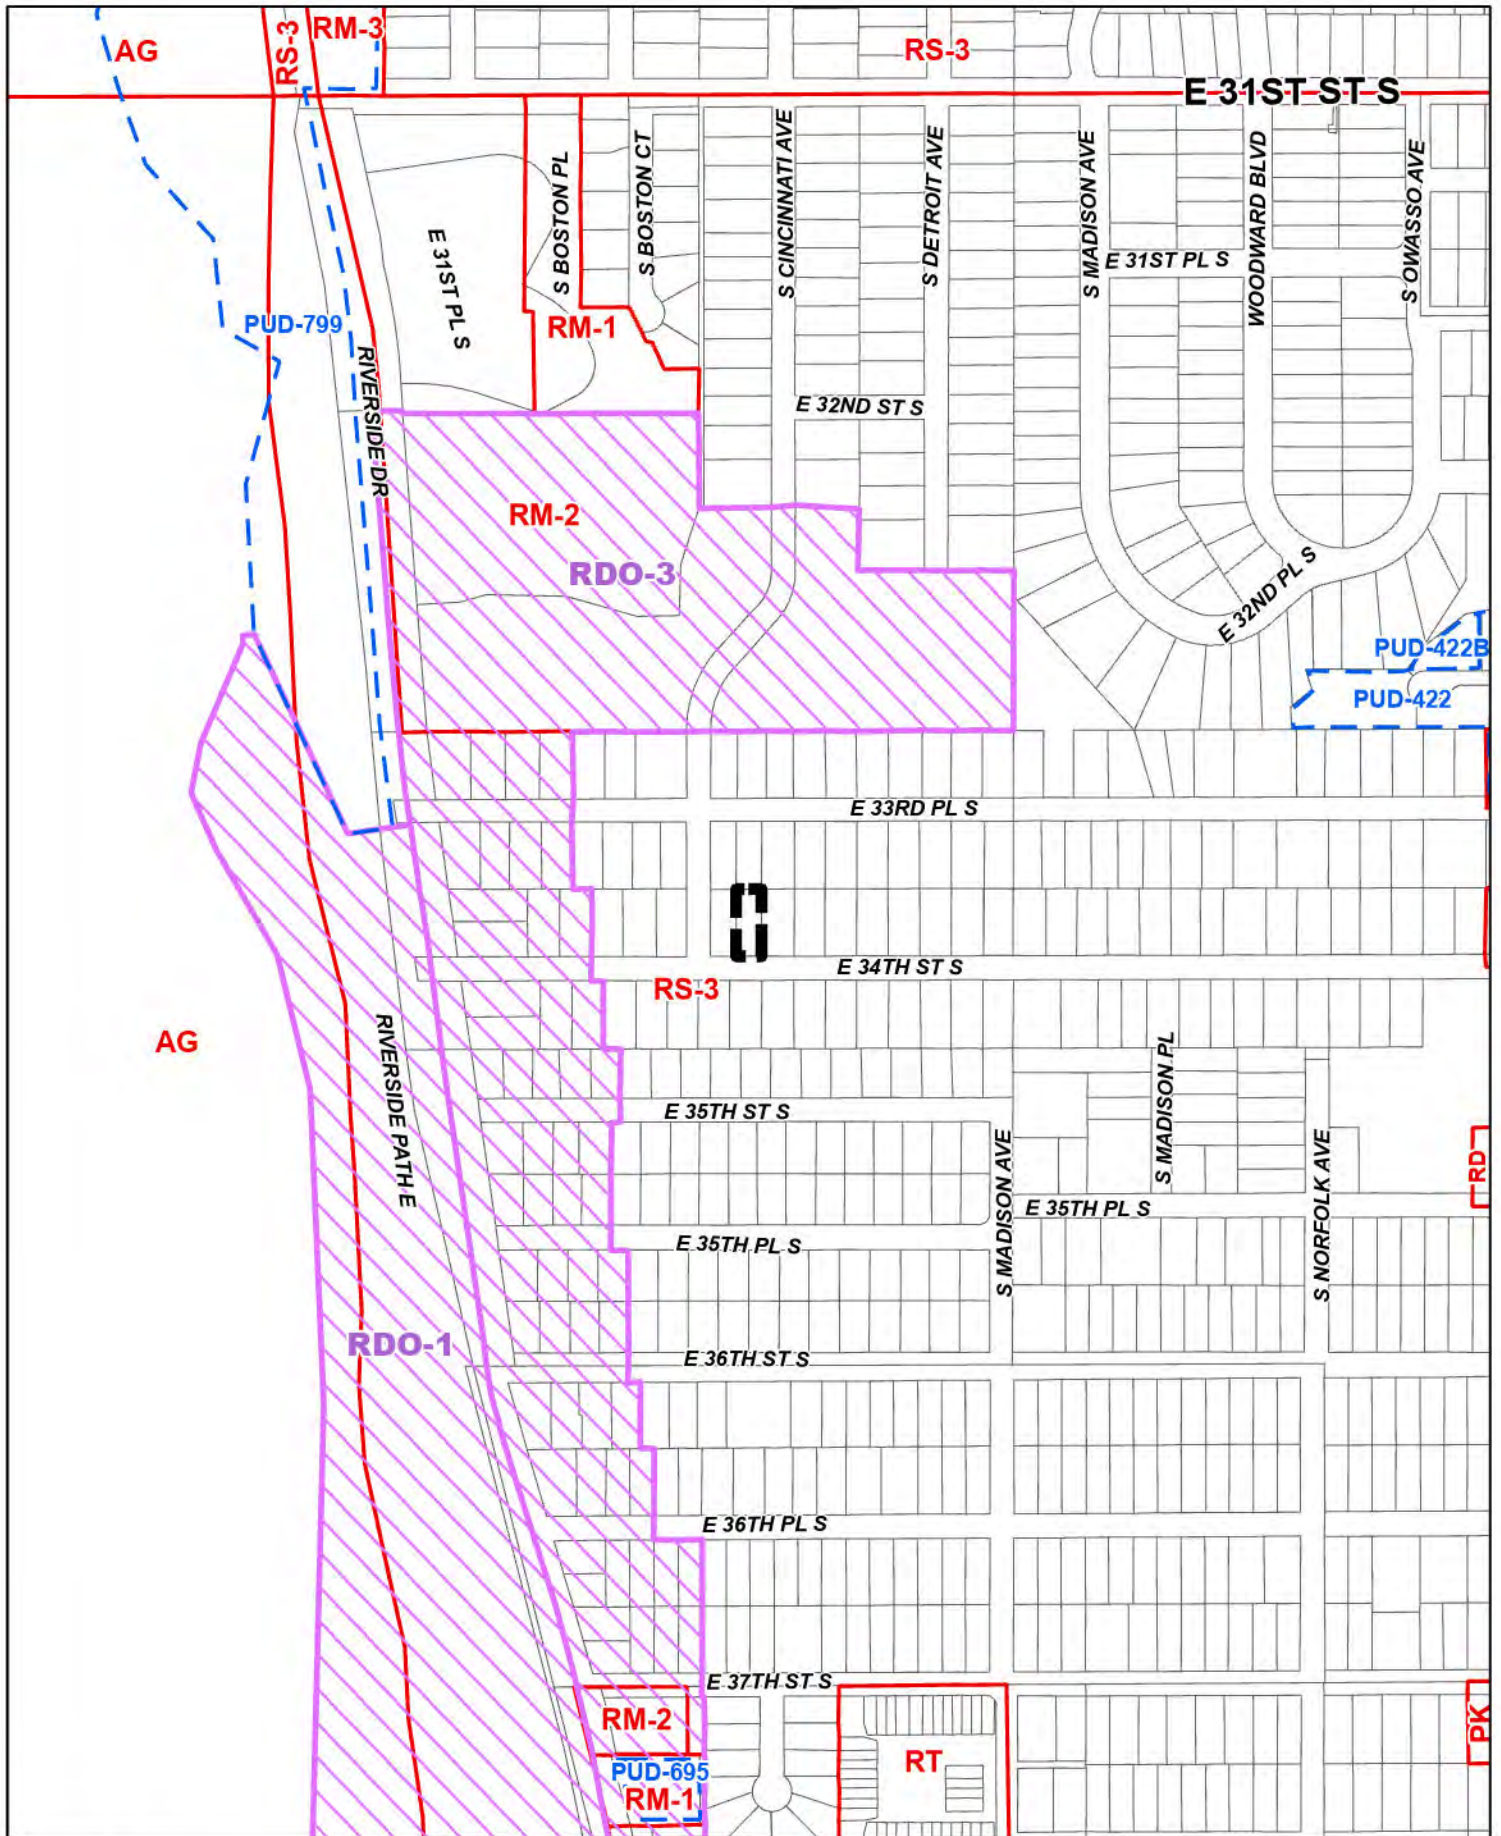 AG
RS-3
RM-3
RS-3
E 31ST ST S
E 31ST PL S
S BOSTON PL
S BOSTON CT
S CINCINNATI AVE
S DETROIT AVE
S MADISON AVE
E 31ST PL S
WOODWARD BLVD
S OWASSO AVE
PUD-799
RIVERSIDE DR
RM-1
E 32ND ST S
RM-2
RDO-3
E 32ND PL S
PUD-422B
PUD-422
E 33RD PL S
E 34TH ST S
RS-3
AG
RIVERSIDE PATH E
S MADISON PL
E 35TH ST S
S MADISON AVE
S NORFOLK AVE
RD
E 35TH PL S
E 35TH PL S
RDO-1
E 36TH ST S
E 36TH PL S
E 37TH ST S
RM-2
PK
RT
PUD-695
RM-1